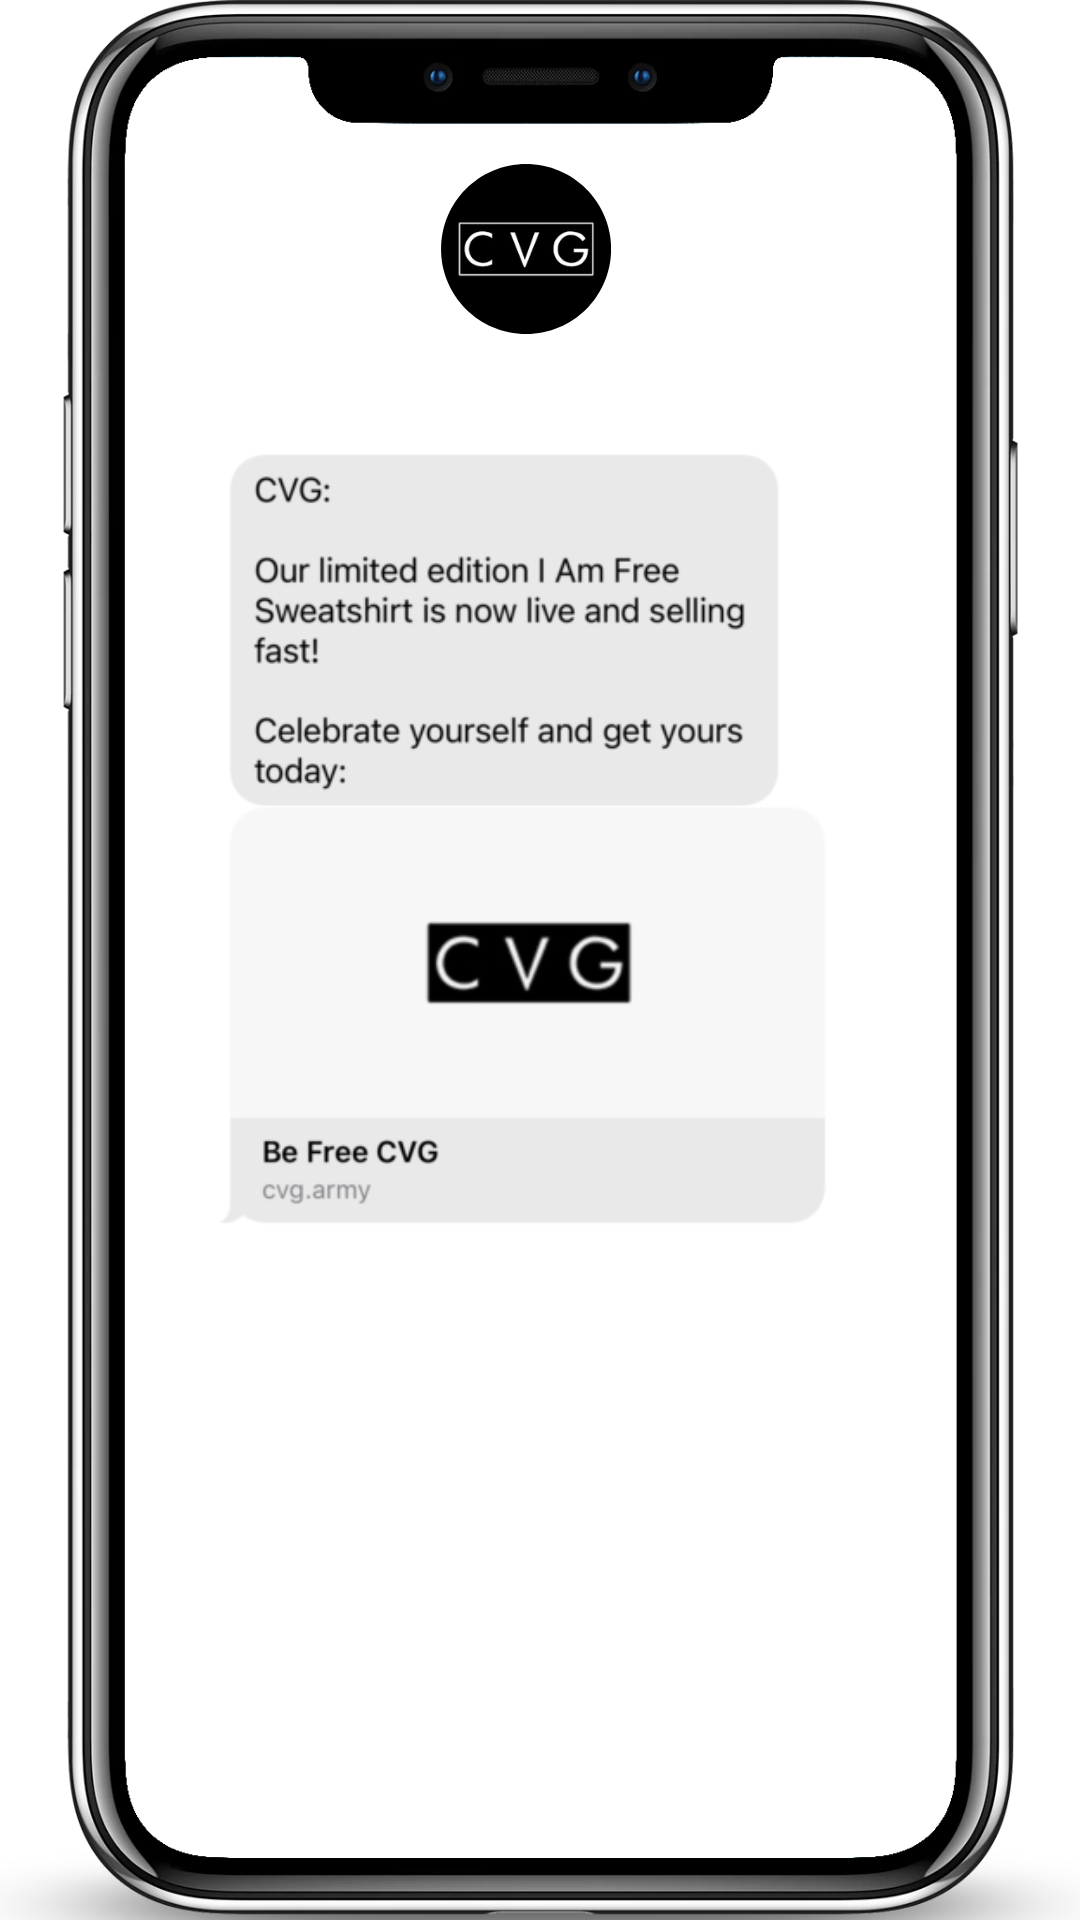 CVG
CVG:
Our limited edition I Am Free
Sweatshirt is now live and selling
fast!
Celebrate yourself and get yours
today:
CVG
Be Free CVG
cvg.army